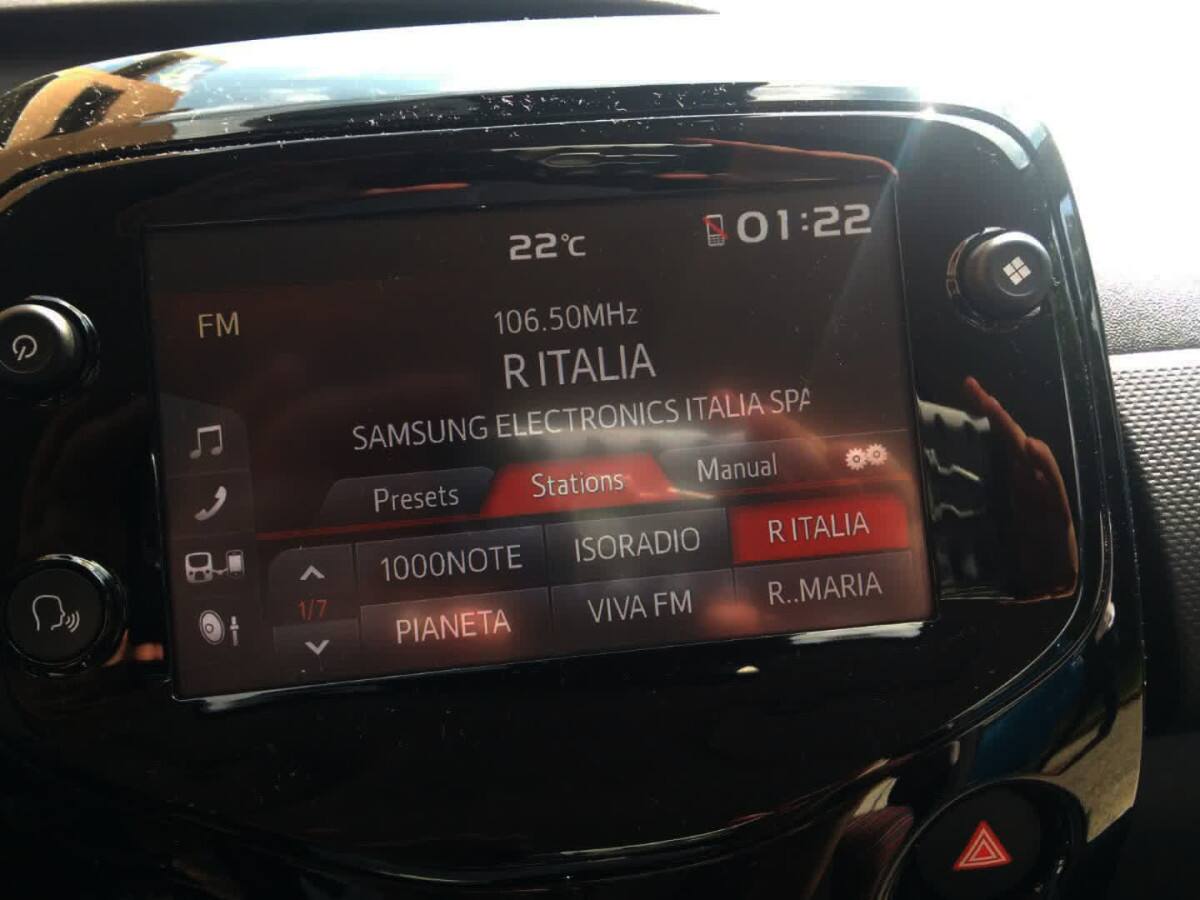 22°C
01:22
FM
106.50MHz
R ITALIA
SAMSUNG ELECTRONICS ITALIA SPA
Presets
Stations
Manual
1000NOTE
ISORADIO
R ITALIA
1/7
PIANETA
VIVA FM
R..MARIA